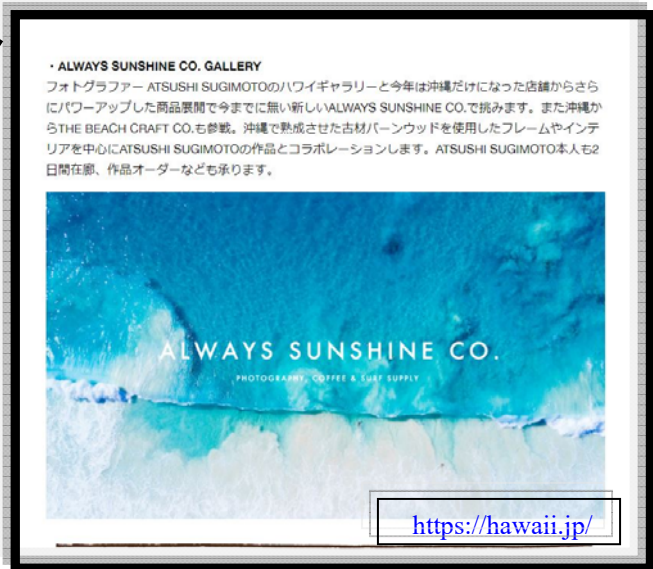 ・ALWAYS SUNSHINE CO. GALLERY
フォトグラファー ATSUSHI SUGIMOTOのハワイギャラリーと今年は沖縄だけになった店舗からさら
にパワーアップした商品展開で今までに無い新しいALWAYS SUNSHINE CO.で挑みます。また沖縄か
らTHE BEACH CRAFT CO.も参戦。沖縄で熟成させた古材バーンウッドを使用したフレームやインテ
リアを中心にATSUSHI SUGIMOTOの作品とコラボレーションします。ATSUSHI SUGIMOTO本人も2
日間在廊、作品オーダーなども承ります。
ALWAYS SUNSHINE CO.
PHOTOGRAPHY, COFFEE & SURF SUPPLY
https://hawaii.jp/